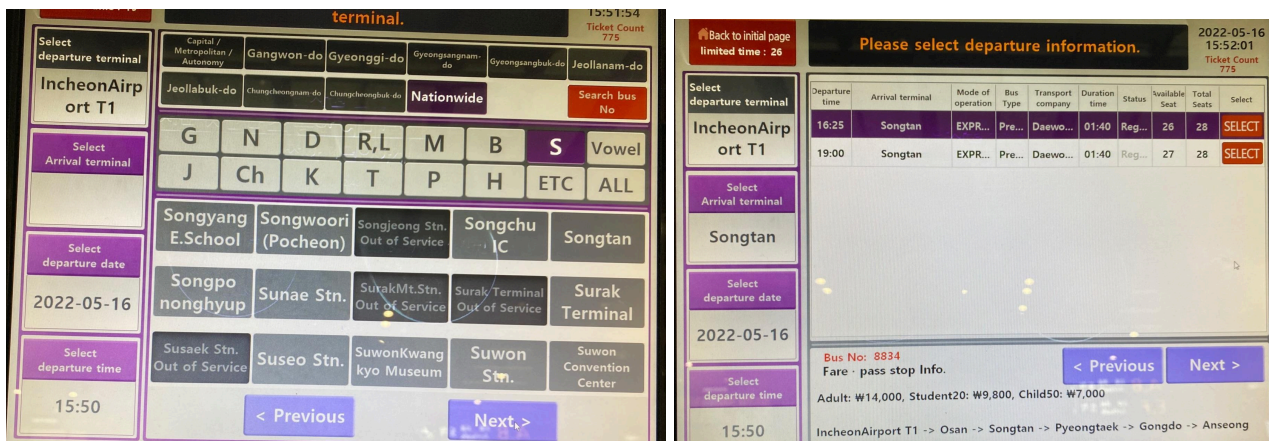 terminal.
15:51:54
Ticket Count
775
Select
departure terminal
IncheonAirp
ort T1
Select
Arrival terminal
Select
departure date
2022-05-16
Select
departure time
15:50
Capital /
Metropolitan /
Autonomy
Gangwon-do
Gyeonggi-do
Gyeongsangnam-
do
Gyeongsangbuk-do
Jeollanam-do
Jeollabuk-do
Chungcheongnam-do
Chungcheongbuk-do
Nationwide
Search bus
No
G N D R,L M B S Vowel
J Ch K T P H ETC ALL
Songyang
E.School
Songwoori
(Pocheon)
Songjeong Stn.
Out of Service
Songchu
IC
Songtan
Songpo
nonghyup
Sunae Stn.
SurakMt.Stn.
Out of Service
Surak Terminal
Out of Service
Surak
Terminal
Susaek Stn.
Out of Service
Suseo Stn.
SuwonKwang
kyo Museum
Suwon
Stn.
Suwon
Convention
Center
< Previous
Next >
Back to initial page
limited time : 26
Please select departure information.
2022-05-16
15:52:01
Ticket Count
775
Select
departure terminal
IncheonAirp
ort T1
Select
Arrival terminal
Songtan
Select
departure date
2022-05-16
Select
departure time
15:50
Departure
time
Arrival terminal
Mode of
operation
Bus
Type
Transport
company
Duration
time
Status
Available
Seat
Total
Seats
Select
16:25 Songtan EXPR... Pre... Daewo... 01:40 Reg... 26 28 SELECT
19:00 Songtan EXPR... Pre... Daewo... 01:40 Reg... 27 28 SELECT
Bus No: 8834
Fare · pass stop Info.
< Previous
Next >
Adult: ₩14,000, Student20: ₩9,800, Child50: ₩7,000
IncheonAirport T1 -> Osan -> Songtan -> Pyeongtaek -> Gongdo -> Anseong